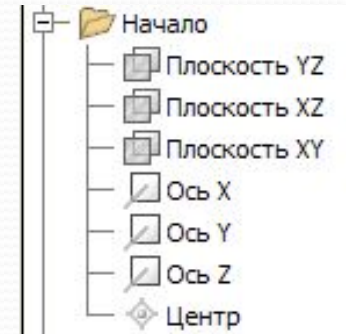 Начало
Плоскость YZ
Плоскость XZ
Плоскость XY
Ось X
Ось Y
Ось Z
Центр